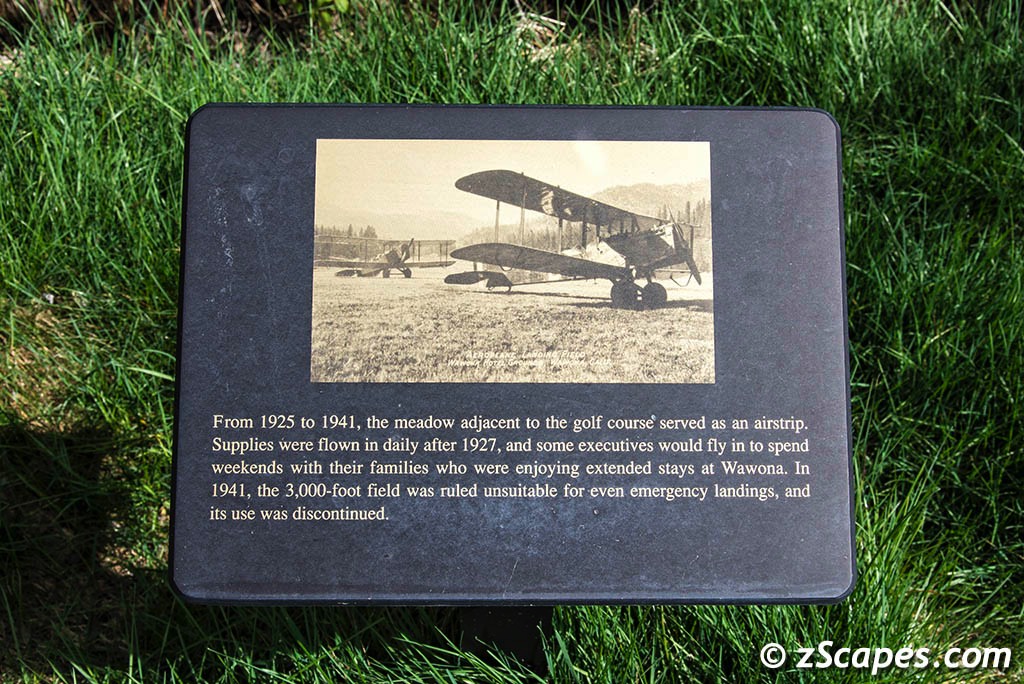 AEROPLANE LANDING FIELD
From 1925 to 1941, the meadow adjacent to the golf course served as an airstrip.
Supplies were flown in daily after 1927, and some executives would fly in to spend
weekends with their families who were enjoying extended stays at Wawona. In
1941, the 3,000-foot field was ruled unsuitable for even emergency landings, and
its use was discontinued.
© zScapes.com